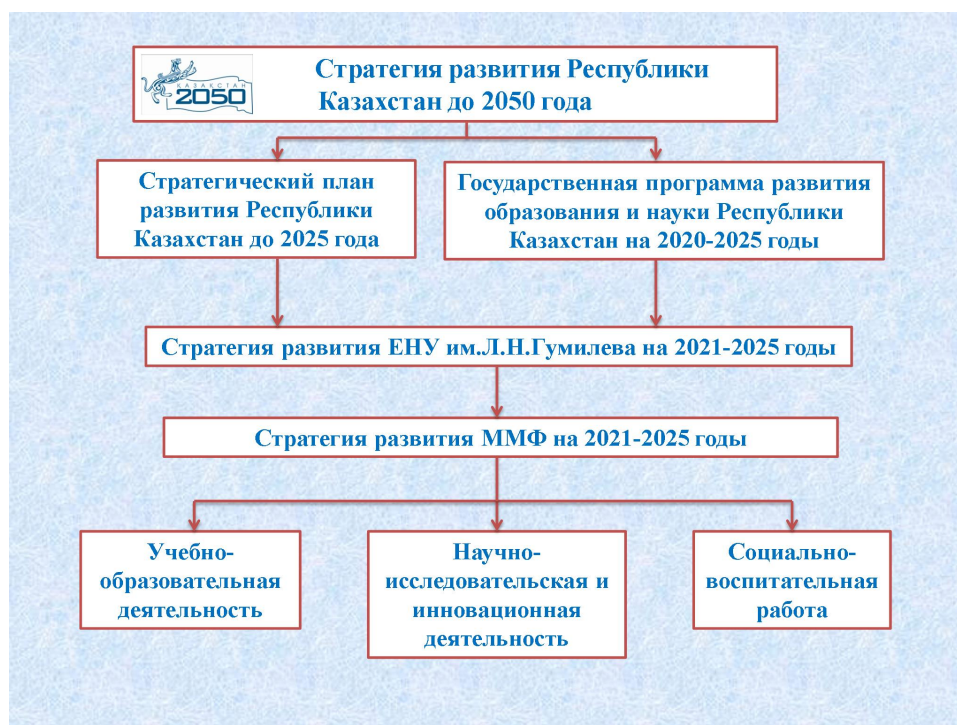 КАЗАХСТАН
2050
Стратегия развития Республики
Казахстан до 2050 года
Стратегический план
развития Республики
Казахстан до 2025 года
Государственная программа развития
образования и науки Республики
Казахстан на 2020-2025 годы
Стратегия развития ЕНУ им.Л.Н.Гумилева на 2021-2025 годы
Стратегия развития ММФ на 2021-2025 годы
Учебно-
образовательная
деятельность
Научно-
исследовательская и
инновационная
деятельность
Социально-
воспитательная
работа